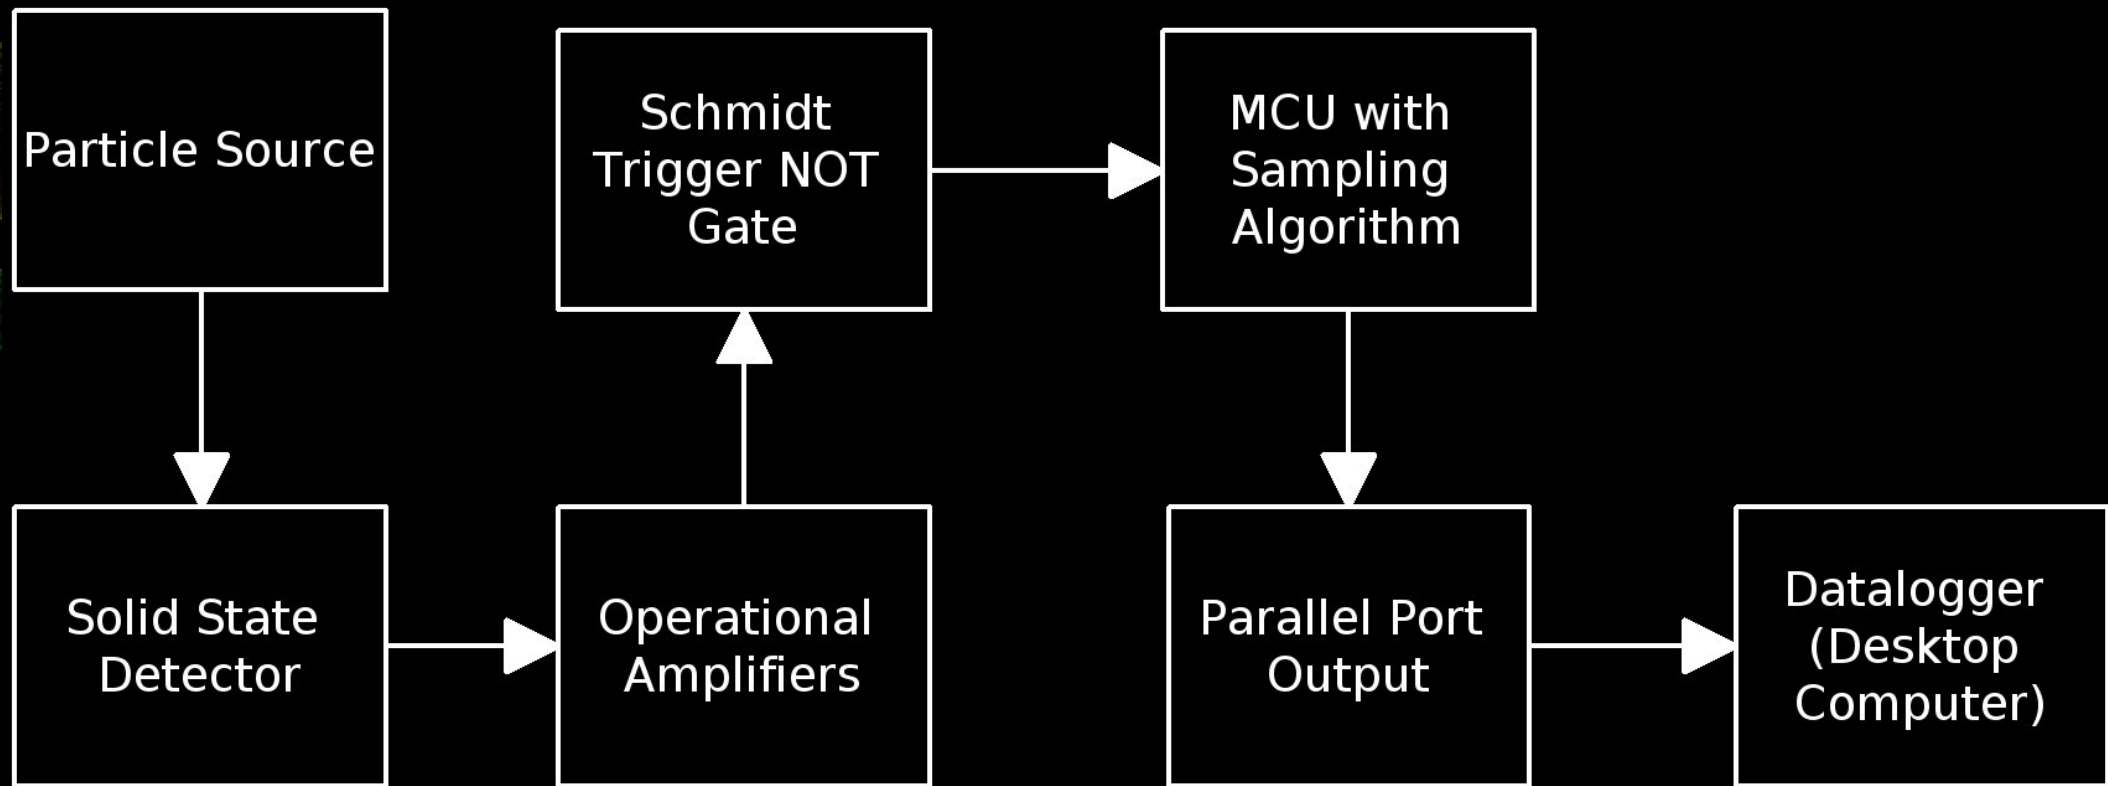 Particle Source
Schmidt
Trigger NOT
Gate
MCU with
Sampling
Algorithm
Solid State
Detector
Operational
Amplifiers
Parallel Port
Output
Datalogger
(Desktop
Computer)